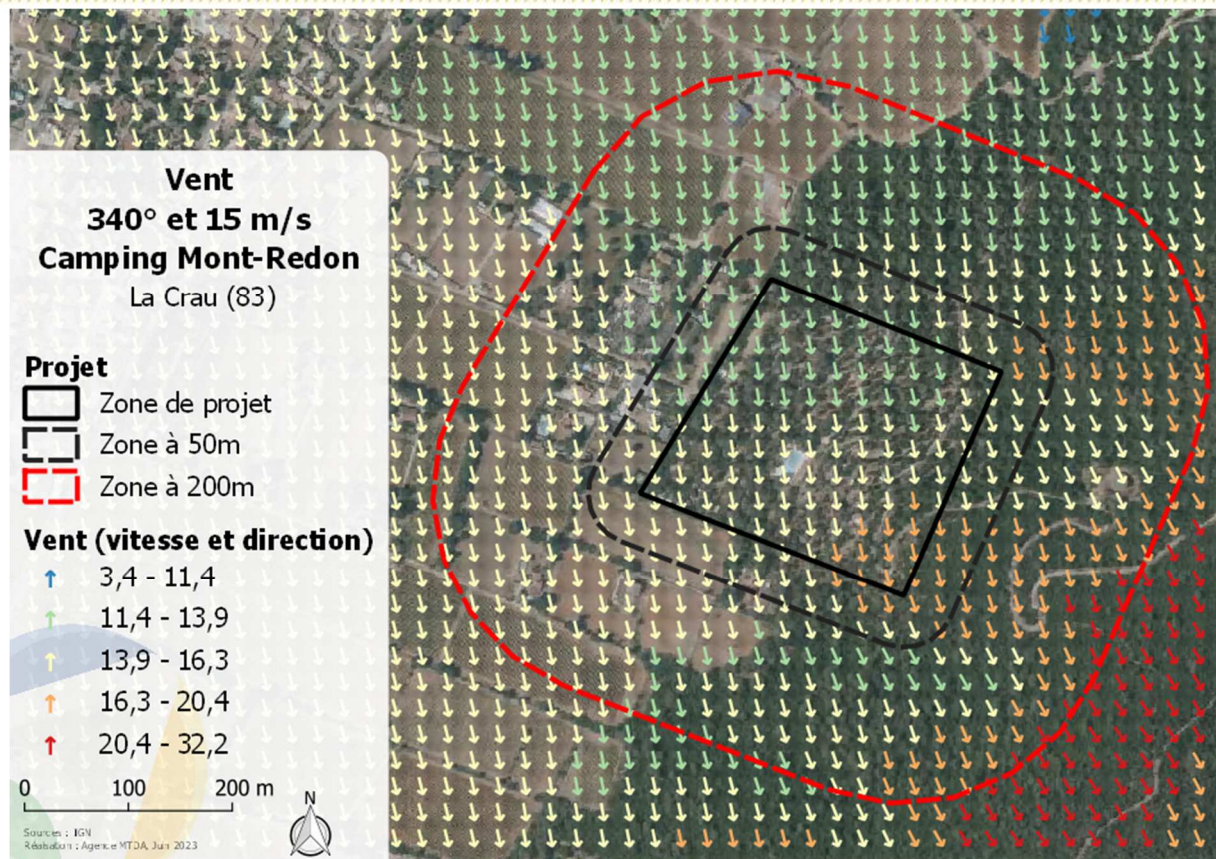 Vent
340° et 15 m/s
Camping Mont-Redon
La Crau (83)
Projet
Zone de projet
Zone à 50m
Zone à 200m
Vent (vitesse et direction)
3,4 - 11,4
11,4 - 13,9
13,9 - 16,3
16,3 - 20,4
20,4 - 32,2
0 100 200 m
N
Sources : IGN
Réalisation : Agence MTDA, Juin 2023